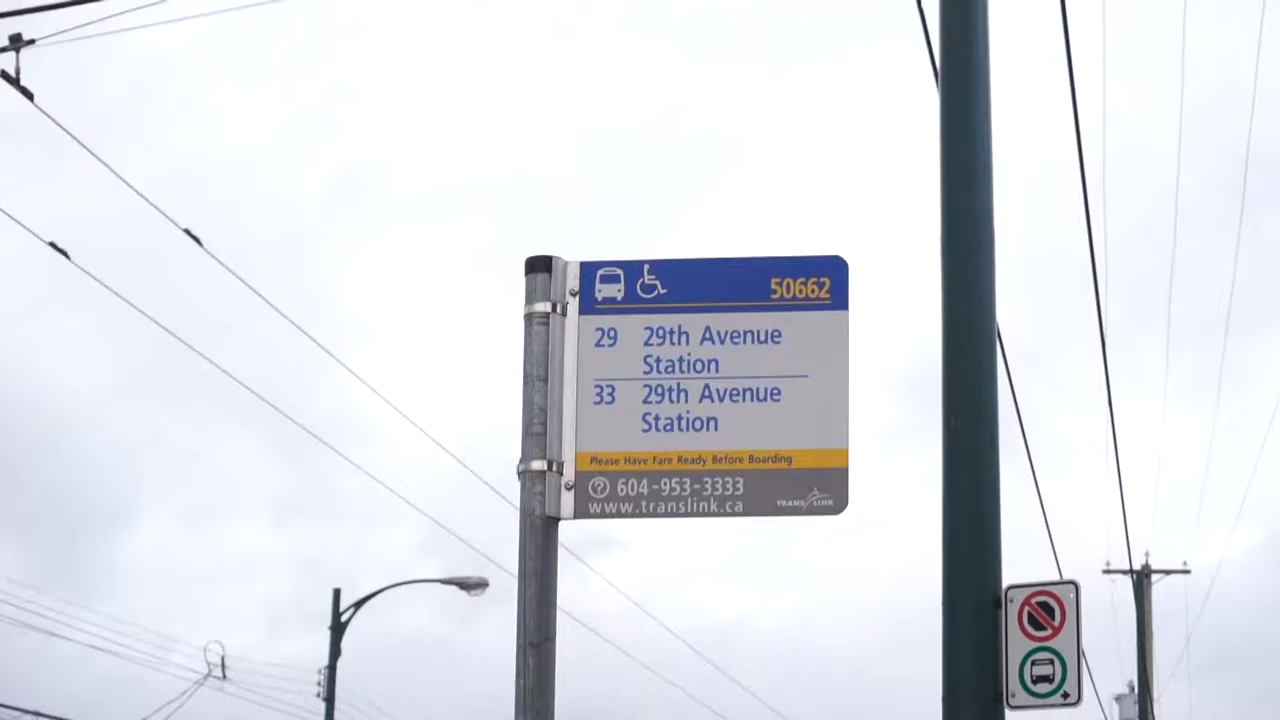 50662
29 29th Avenue
Station
33 29th Avenue
Station
Please Have Fare Ready Before Boarding
604-953-3333
www.translink.ca
TRANSLINK